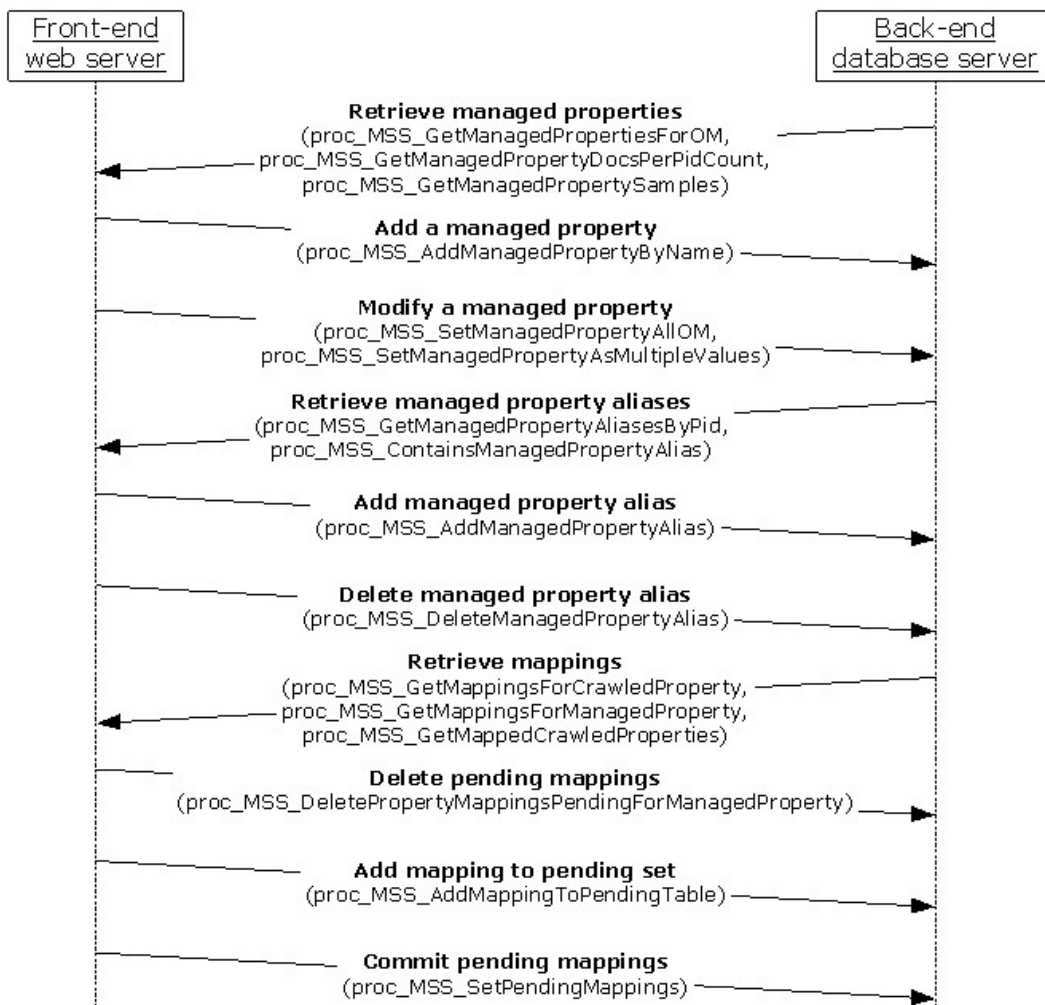 Front-end
web server
Back-end
database server
Retrieve managed properties
(proc_MSS_GetManagedPropertiesForOM,
proc_MSS_GetManagedPropertyDocsPerPidCount,
proc_MSS_GetManagedPropertySamples)
Add a managed property
(proc_MSS_AddManagedPropertyByName)
Modify a managed property
(proc_MSS_SetManagedPropertyAllOM,
proc_MSS_SetManagedPropertyAsMultipleValues)
Retrieve managed property aliases
(proc_MSS_GetManagedPropertyAliasesByPid,
proc_MSS_ContainsManagedPropertyAlias)
Add managed property alias
(proc_MSS_AddManagedPropertyAlias)
Delete managed property alias
(proc_MSS_DeleteManagedPropertyAlias)
Retrieve mappings
(proc_MSS_GetMappingsForCrawledProperty,
proc_MSS_GetMappingsForManagedProperty,
proc_MSS_GetMappedCrawledProperties)
Delete pending mappings
(proc_MSS_DeletePropertyMappingsPendingForManagedProperty)
Add mapping to pending set
(proc_MSS_AddMappingToPendingTable)
Commit pending mappings
(proc_MSS_SetPendingMappings)